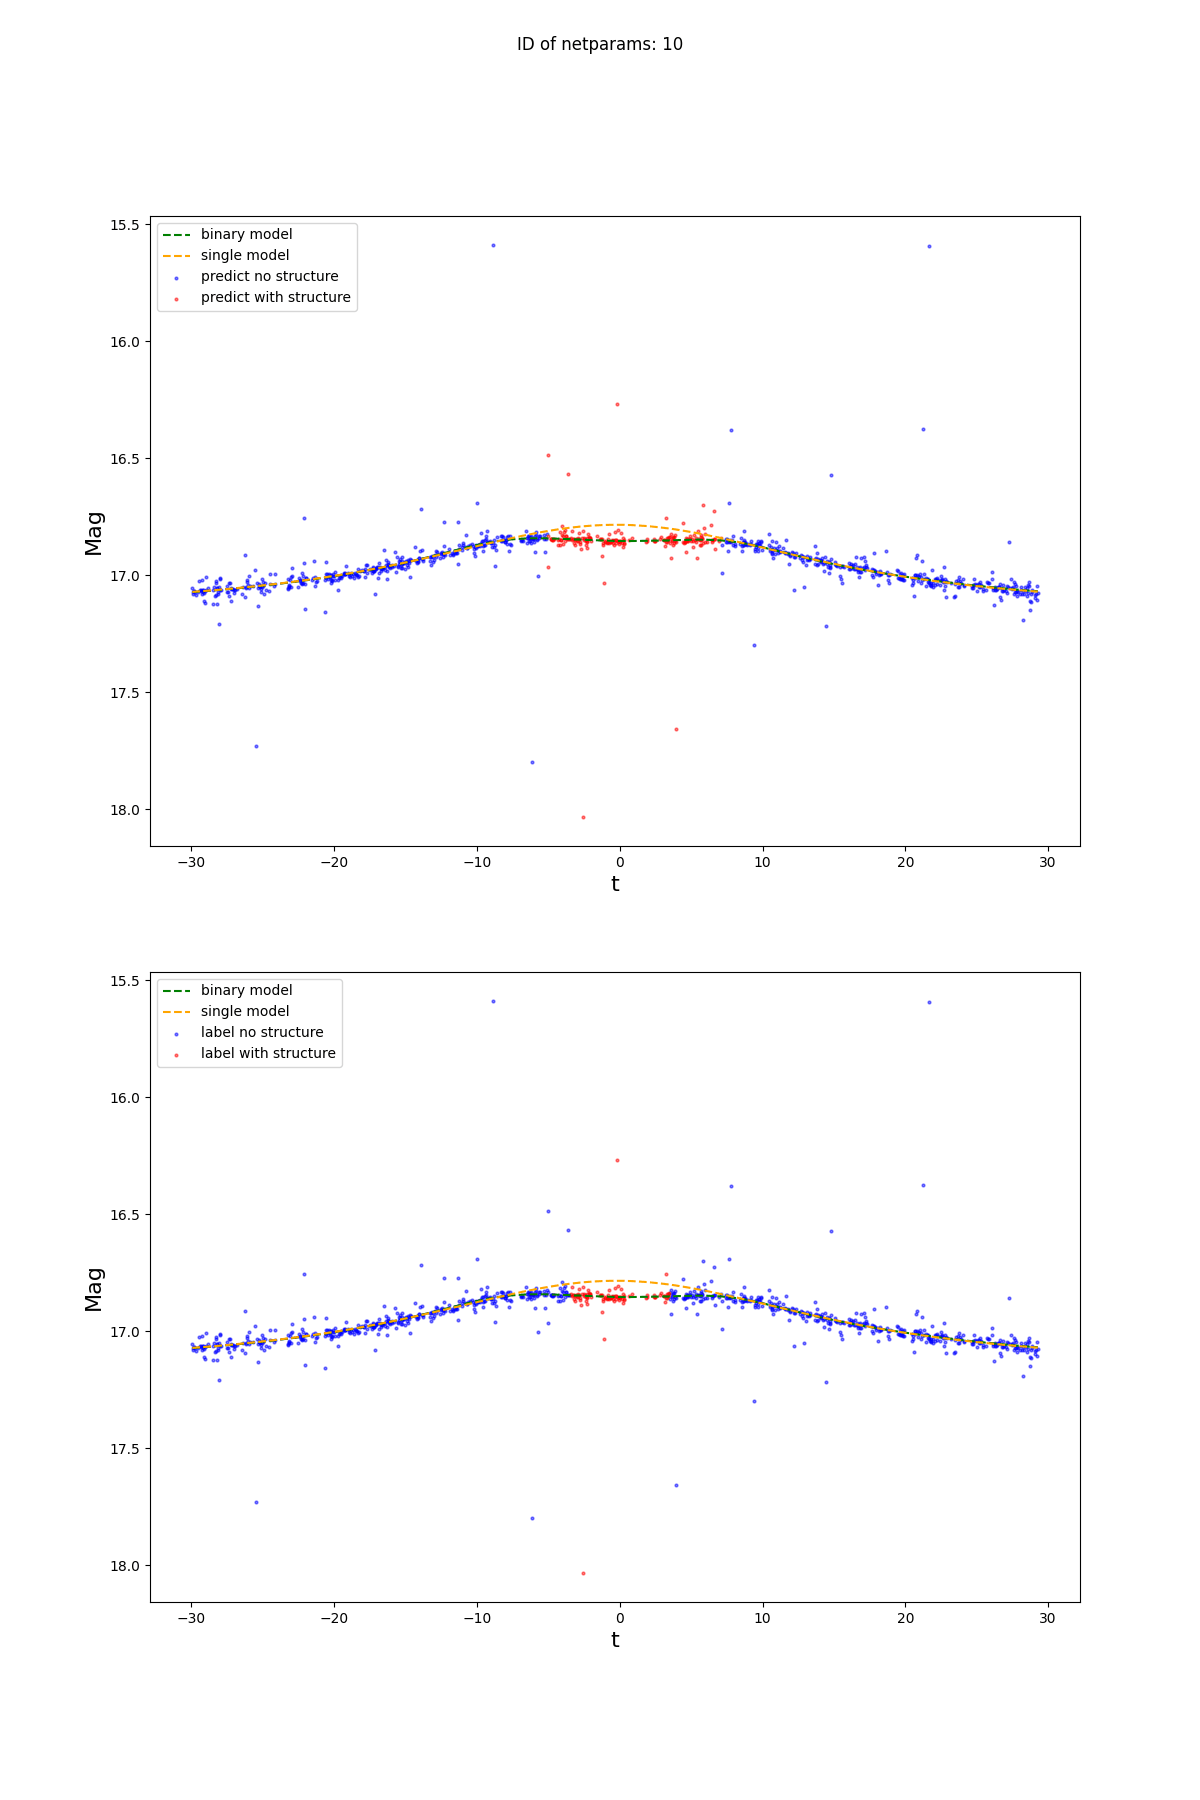 ID of netparams: 10
binary model
single model
predict no structure
predict with structure
15.5
16.0
16.5
17.0
17.5
18.0
Mag
−30 −20 −10 0 10 20 30
t
binary model
single model
label no structure
label with structure
15.5
16.0
16.5
17.0
17.5
18.0
Mag
−30 −20 −10 0 10 20 30
t